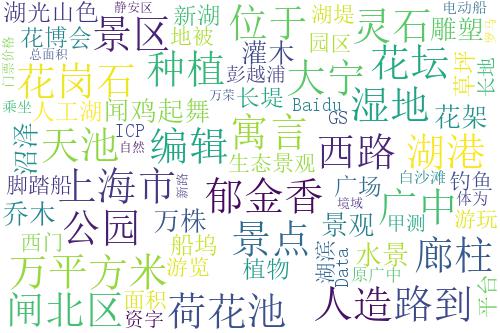 湖光山色
静安区
花博会
景区
新湖
地被
位于
湖堤
灵石
雕塑
电动船
总面积
门票价格
花岗石
种植
灌木
园区
花坛
草坪
长地
彭越浦
大宁
人工湖
闻鸡起舞
万荣
长堤
Baidu
湿地
花架
GS
沼泽
天池
ICP
自然
编辑
寓言
生态景观
西路
湖港
乘坐
脚踏船
上海市
郁金香
广场
白沙滩
钓鱼
境域
体为
乔木
公园
万株
景点
景观
广中
甲测
游玩
西门
船坞
湖滨
水景
廊柱
万平方米
游览
植物
Data
原广中
平台
闸北区
面积
资字
荷花池
人造
路到